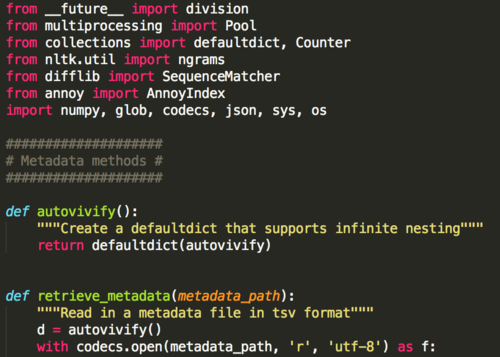 from __future__ import division
from multiprocessing import Pool
from collections import defaultdict, Counter
from nltk.util import ngrams
from difflib import SequenceMatcher
from annoy import AnnoyIndex
import numpy, glob, codecs, json, sys, os
####################
# Metadata methods #
####################
def autovivify():
"""Create a defaultdict that supports infinite nesting"""
return defaultdict(autovivify)
def retrieve_metadata(metadata_path):
"""Read in a metadata file in tsv format"""
d = autovivify()
with codecs.open(metadata_path, 'r', 'utf-8') as f: